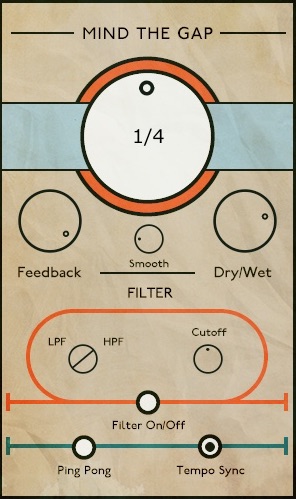 MIND THE GAP
1/4
Feedback
Smooth
Dry/Wet
FILTER
LPF HPF
Cutoff
Filter On/Off
Ping Pong Tempo Sync